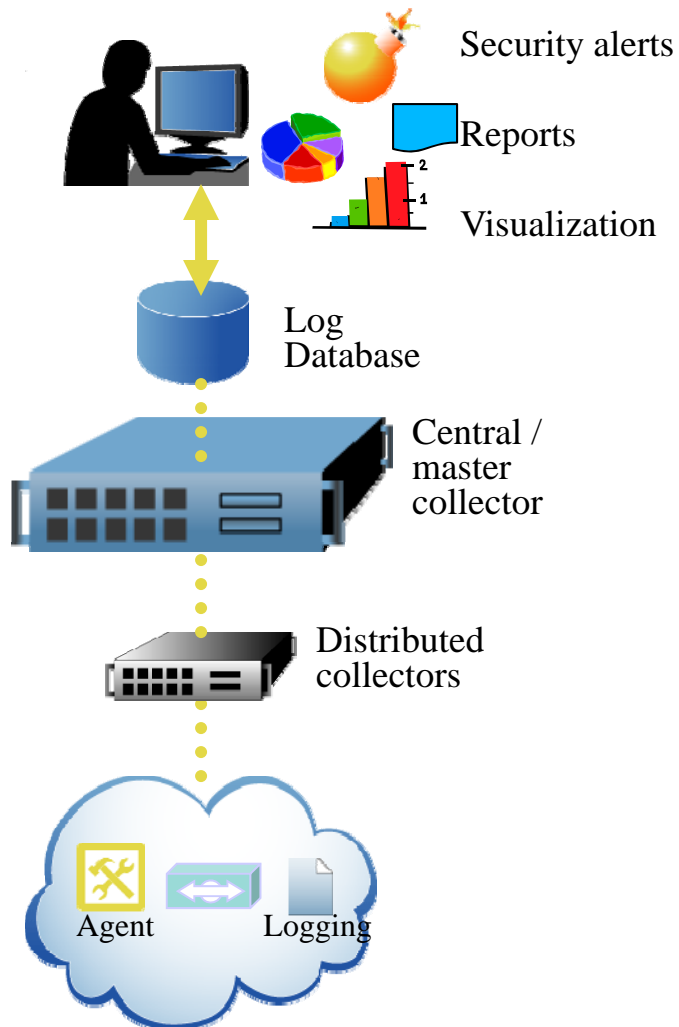 Security alerts
Reports
2
1
Visualization
Log
Database
Central /
master
collector
Distributed
collectors
Agent
Logging